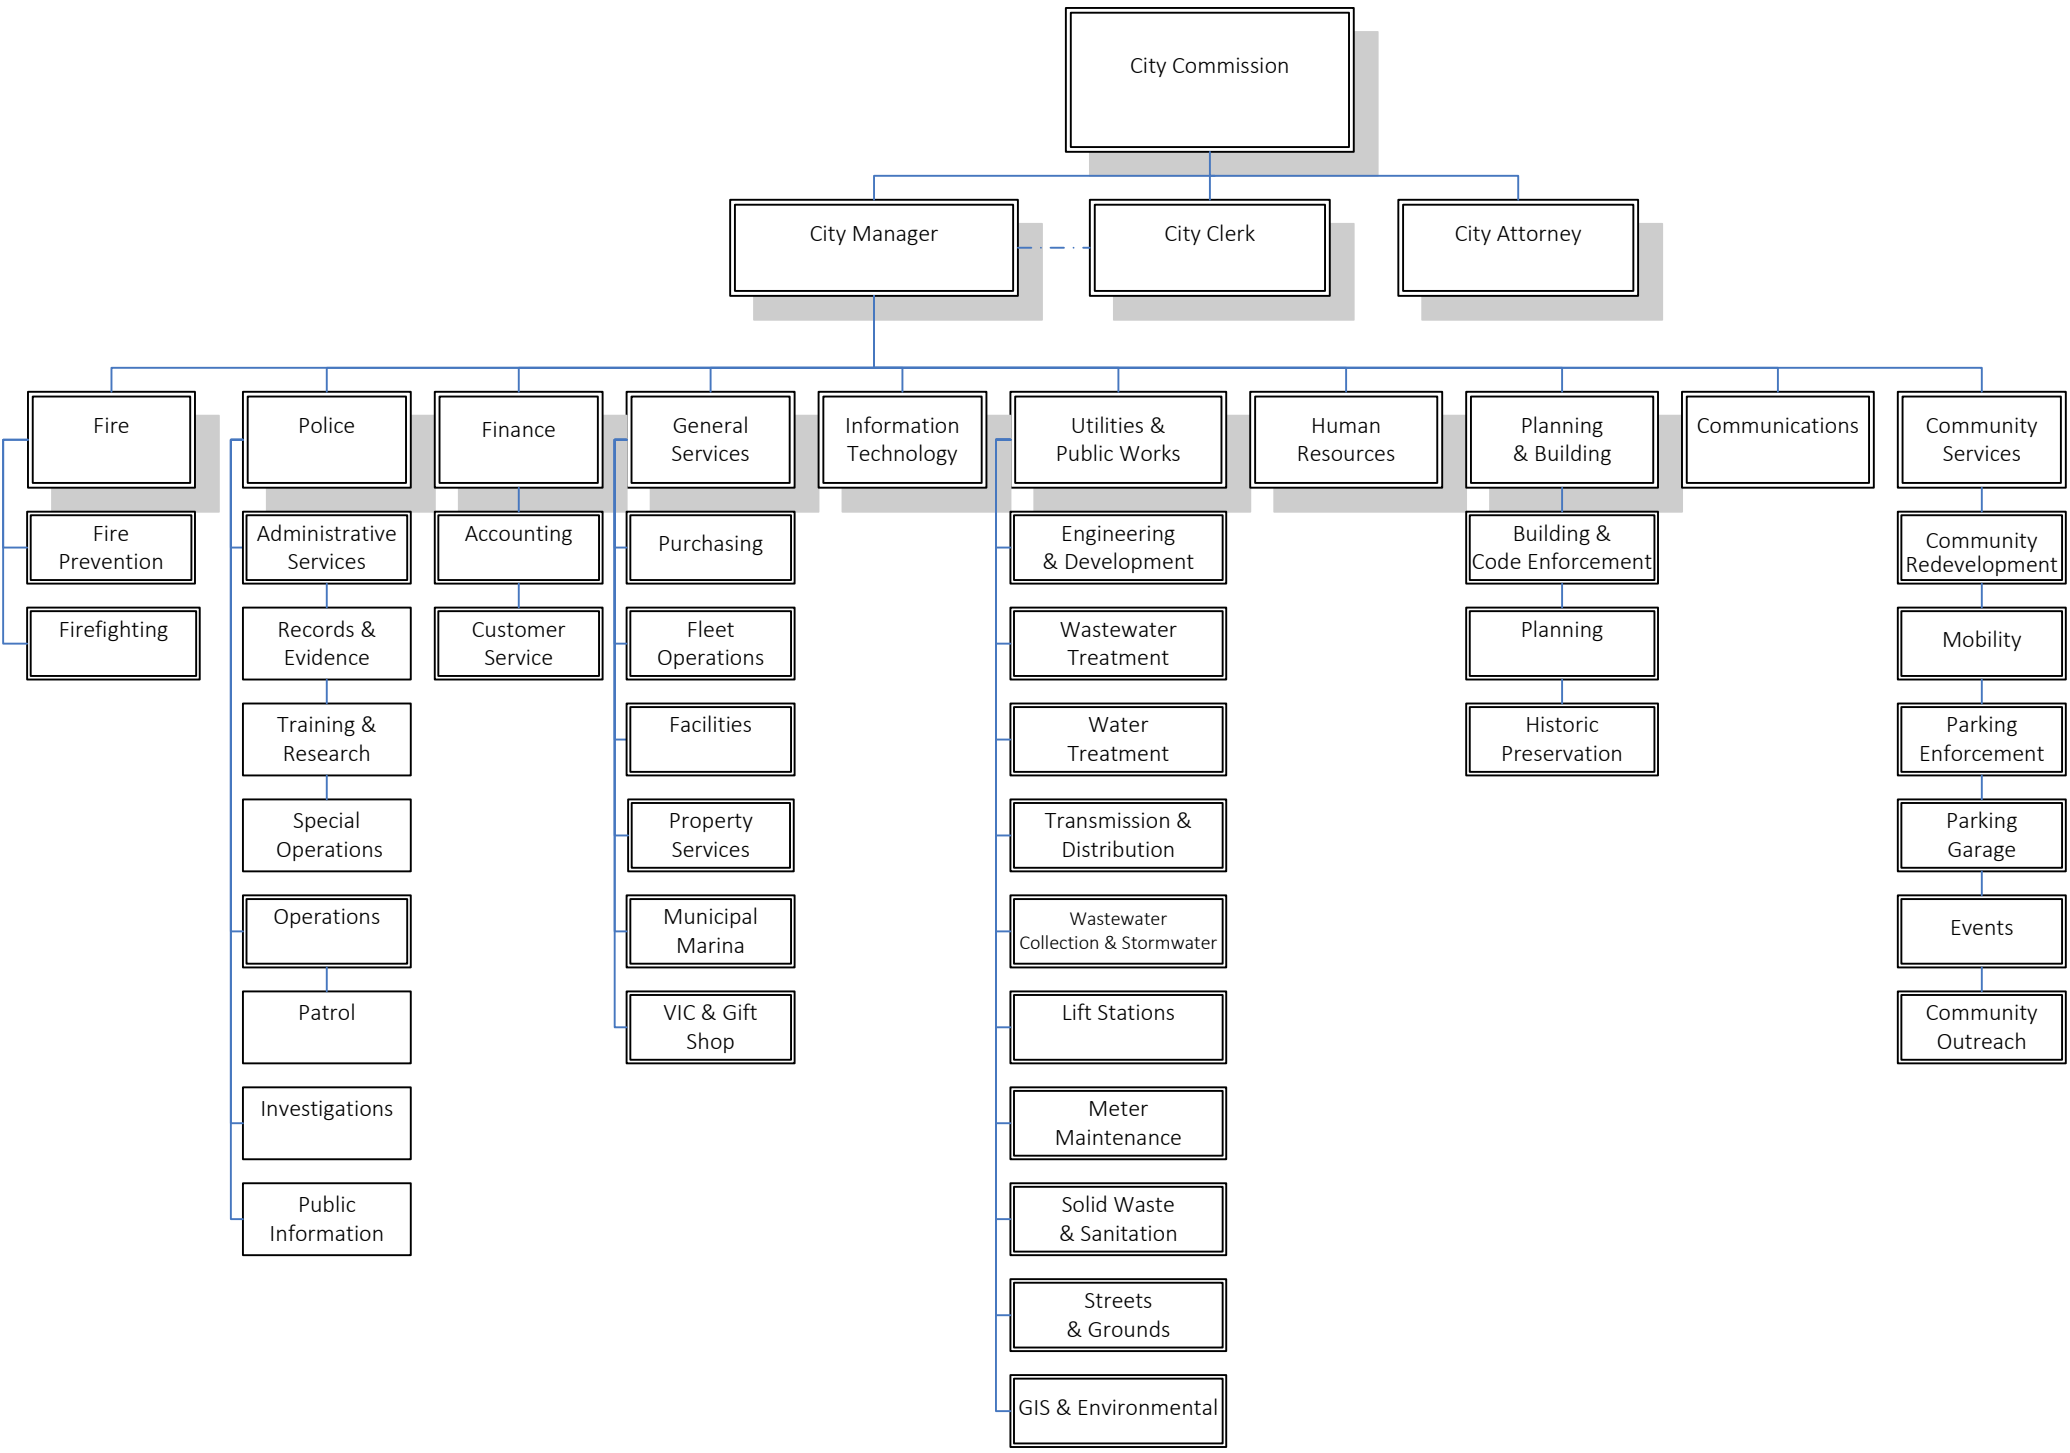 City Commission
City Manager
City Clerk
City Attorney
Fire
Police
Finance
General
Services
Information
Technology
Utilities &
Public Works
Human
Resources
Planning
& Building
Communications
Community
Services
Fire
Prevention
Firefighting
Administrative
Services
Records &
Evidence
Training &
Research
Special
Operations
Operations
Patrol
Investigations
Public
Information
Accounting
Customer
Service
Purchasing
Fleet
Operations
Facilities
Property
Services
Municipal
Marina
VIC & Gift
Shop
Engineering
& Development
Wastewater
Treatment
Water
Treatment
Transmission &
Distribution
Wastewater
Collection & Stormwater
Lift Stations
Meter
Maintenance
Solid Waste
& Sanitation
Streets
& Grounds
GIS & Environmental
Building &
Code Enforcement
Planning
Historic
Preservation
Community
Redevelopment
Mobility
Parking
Enforcement
Parking
Garage
Events
Community
Outreach